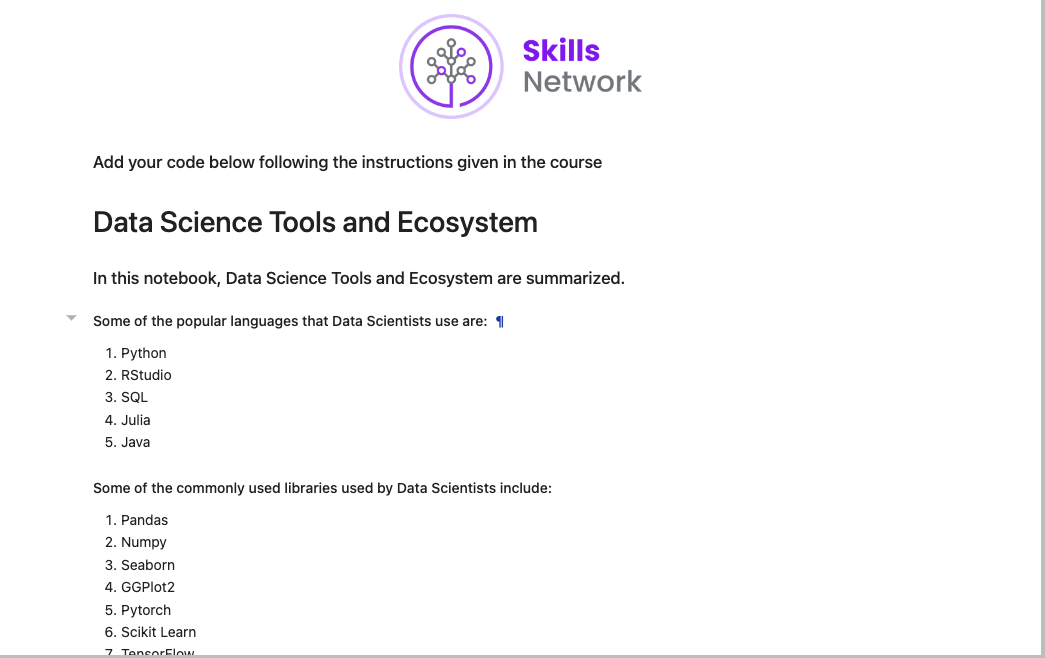 Skills
Network
Add your code below following the instructions given in the course
Data Science Tools and Ecosystem
In this notebook, Data Science Tools and Ecosystem are summarized.
Some of the popular languages that Data Scientists use are: ¶
1. Python
2. RStudio
3. SQL
4. Julia
5. Java
Some of the commonly used libraries used by Data Scientists include:
1. Pandas
2. Numpy
3. Seaborn
4. GGPlot2
5. Pytorch
6. Scikit Learn
7. TensorFlow